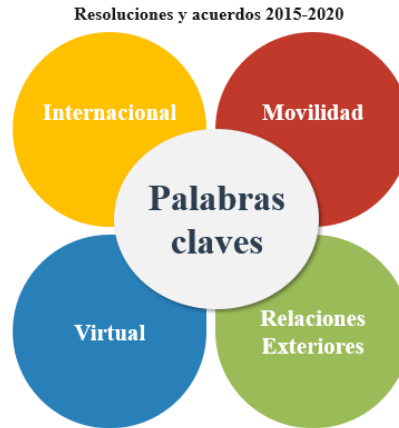 Resoluciones y acuerdos 2015-2020
Internacional
Movilidad
Palabras
claves
Virtual
Relaciones
Exteriores